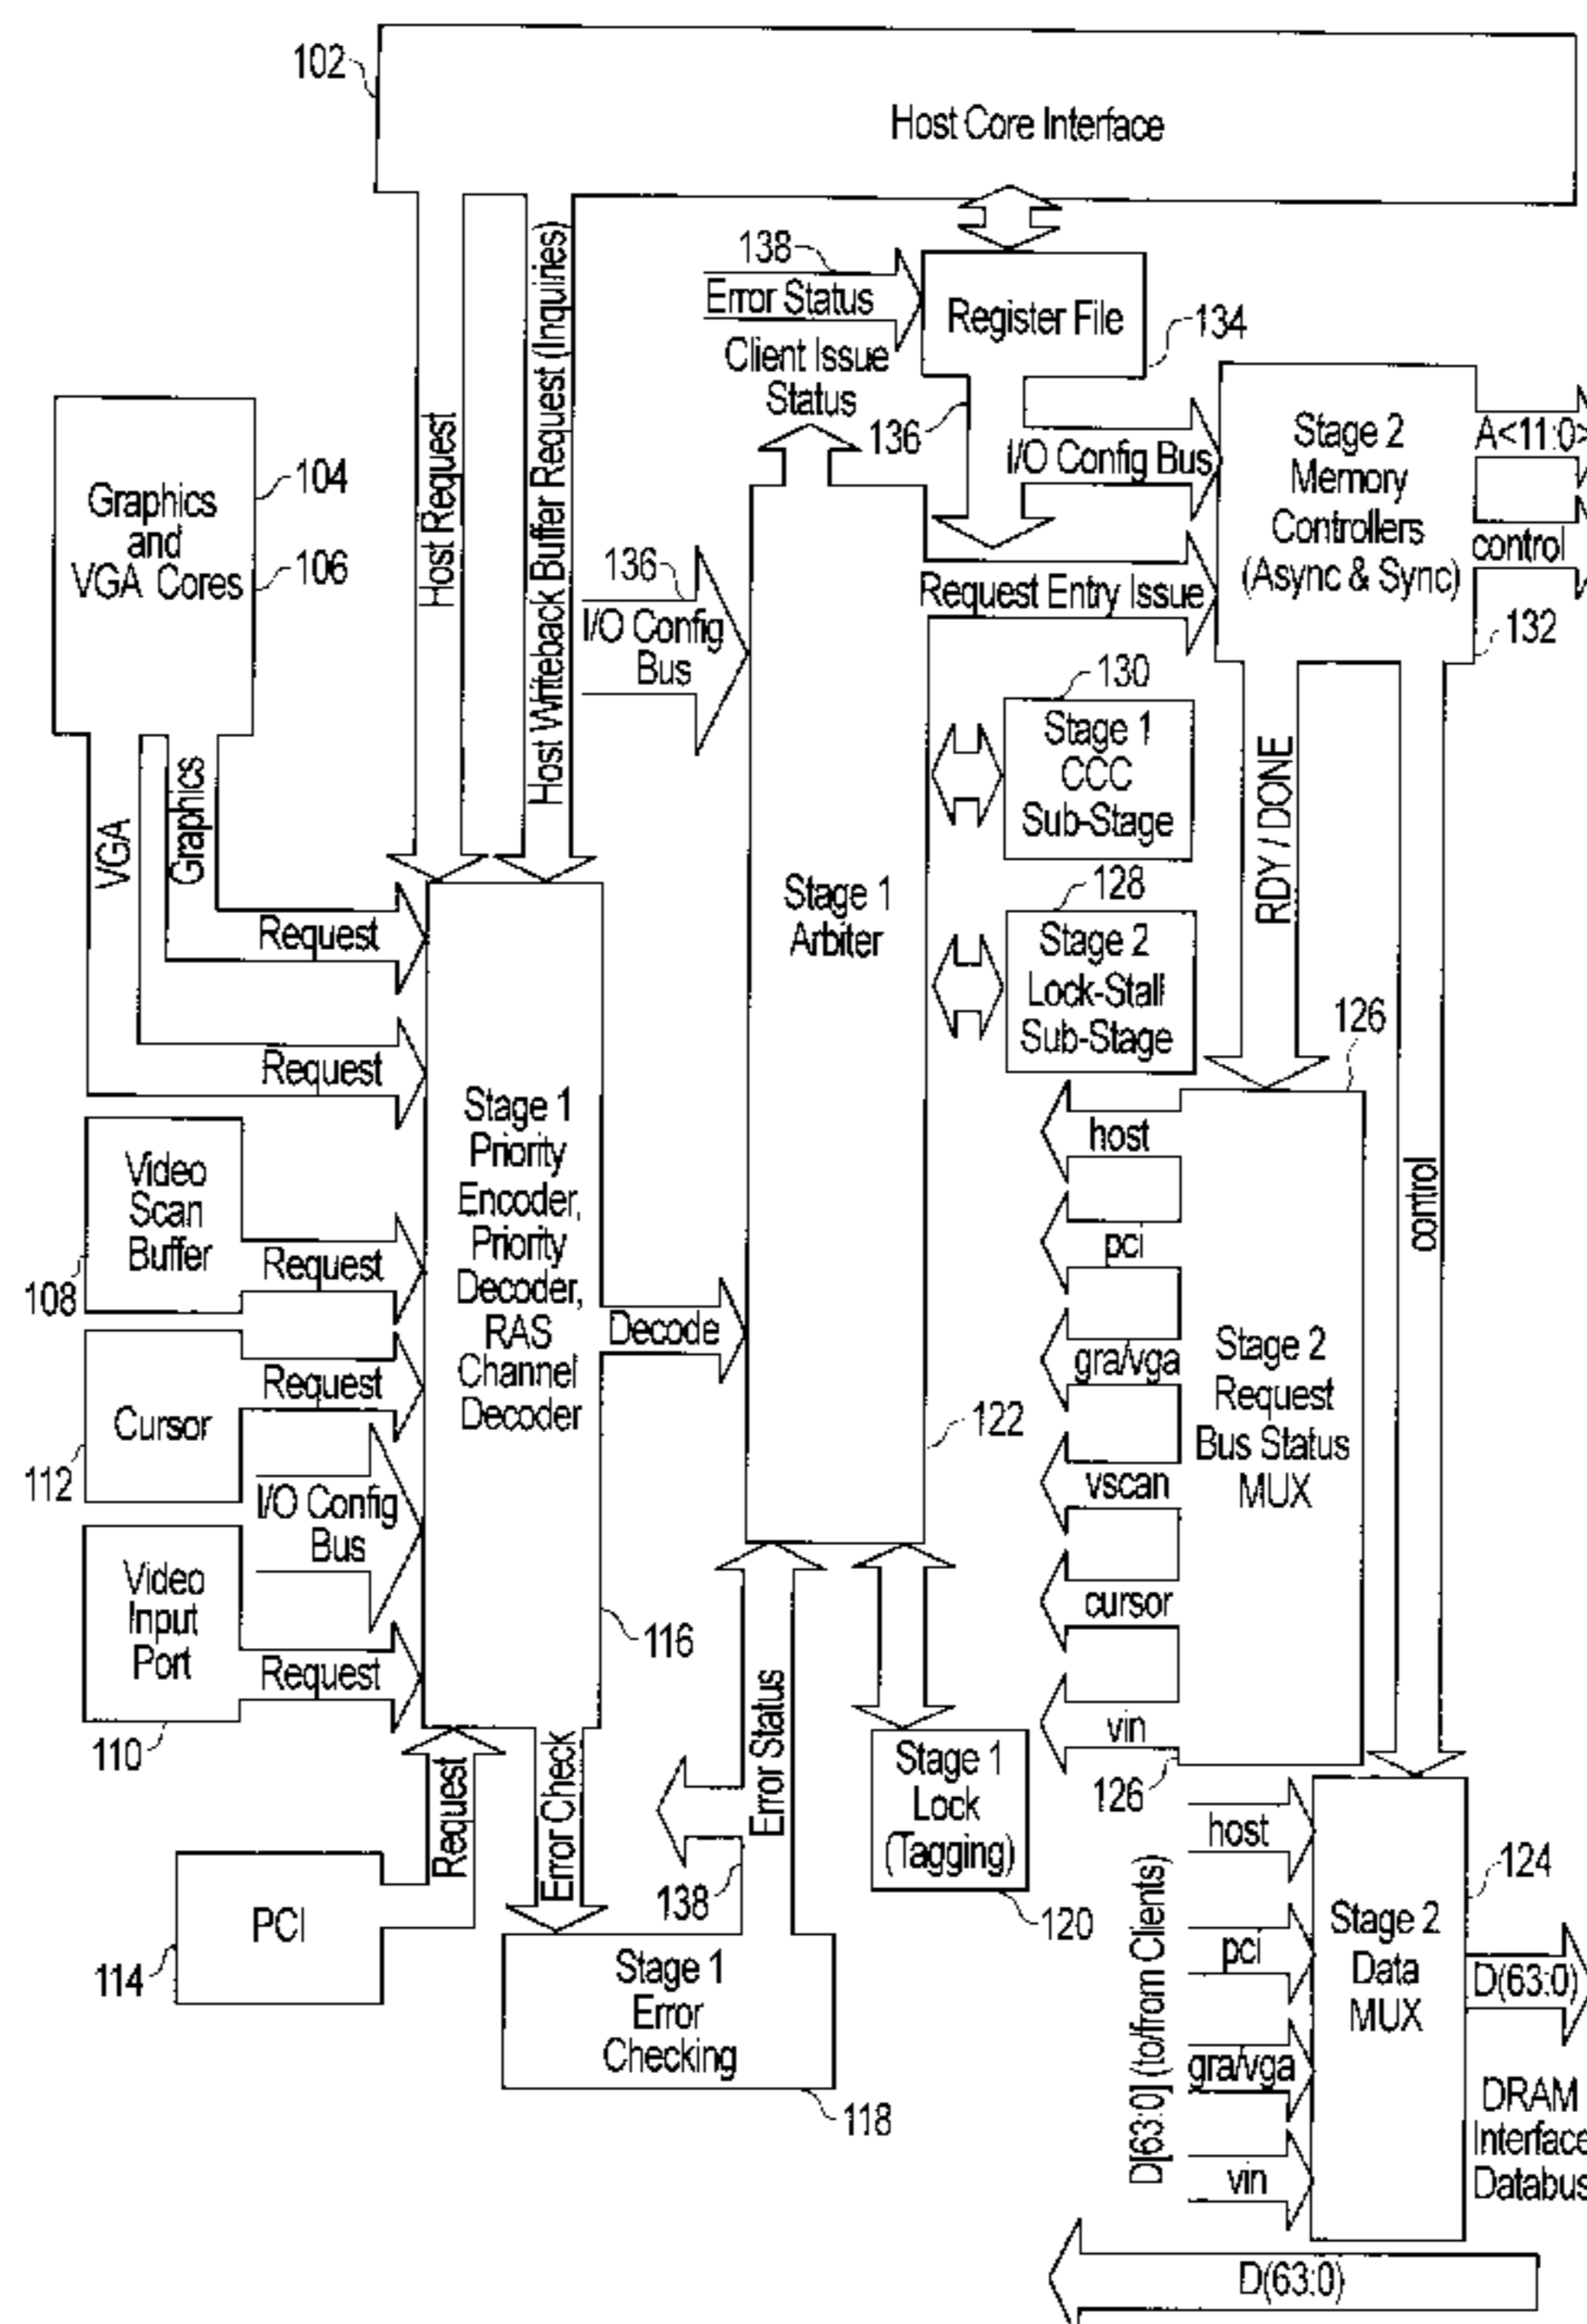 102
Host Core Interface
138
Error Status
Register File
134
Client Issue
Status
136
I/O Config Bus
Stage 2
Memory
Controllers
(Async & Sync)
A<11:0>
control
132
Graphics
and
VGA Cores
104
106
Host Request
Host Writeback Buffer Request (Inquiries)
136
I/O Config
Bus
Request Entry Issue
130
Stage 1
CCC
Sub-Stage
128
Stage 2
Lock-Stall
Sub-Stage
Stage 1
Arbiter
122
RDY / DONE
control
VGA
Graphics
Request
Request
Video
Scan
Buffer
108
Request
Cursor
112
Request
I/O Config
Bus
Video
Input
Port
110
Request
Stage 1
Priority
Encoder,
Priority
Decoder,
RAS
Channel
Decoder
116
Decode
126
host
pci
gra/vga
vscan
cursor
vin
126
Stage 2
Request
Bus Status
MUX
PCI
114
Request
Error Check
Error Status
138
Stage 1
Error
Checking
118
Stage 1
Lock
(Tagging)
120
D[63:0] (to/from Clients)
host
pci
gra/vga
vin
Stage 2
Data
MUX
124
D(63:0)
DRAM
Interface
Databus
D(63:0)